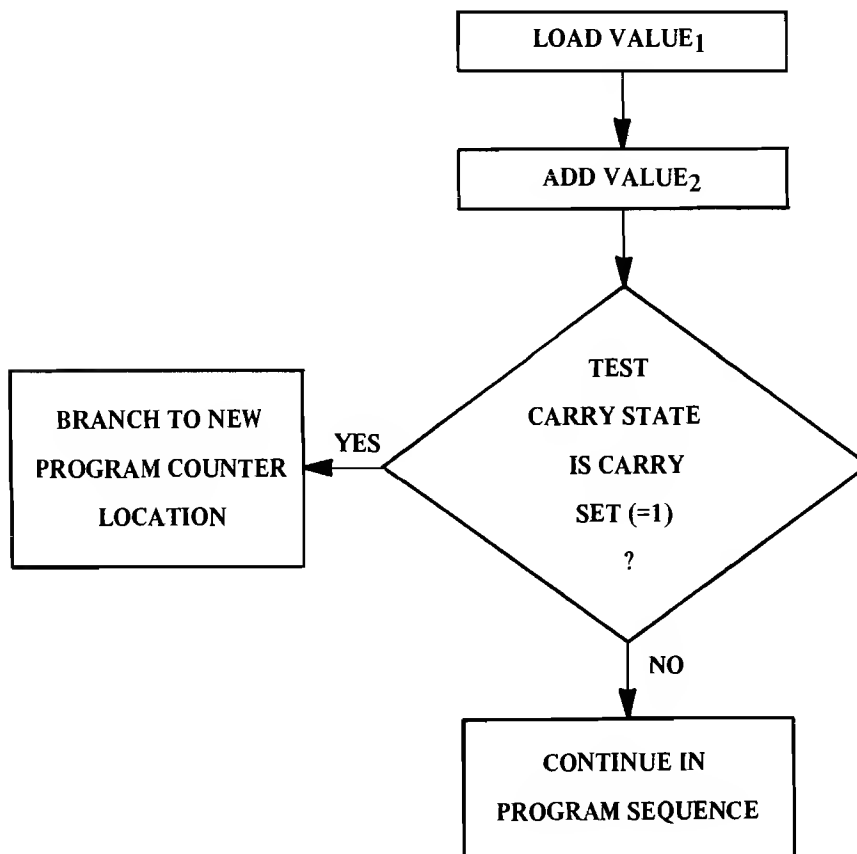 LOAD VALUE₁
ADD VALUE₂
TEST
CARRY STATE
IS CARRY
SET (=1)
?
YES
BRANCH TO NEW
PROGRAM COUNTER
LOCATION
NO
CONTINUE IN
PROGRAM SEQUENCE